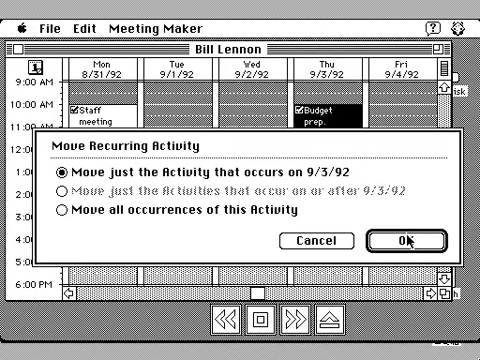 File Edit Meeting Maker
Bill Lennon
Mon Tue Wed Thu Fri
8/31/92 9/1/92 9/2/92 9/3/92 9/4/92
9:00 AM
10:00 AM
Staff Budget
meeting prep.
11:00 AM
Move Recurring Activity
Move just the Activity that occurs on 9/3/92
Move just the Activities that occur on or after 9/3/92
Move all occurrences of this Activity
Cancel OK
6:00 PM